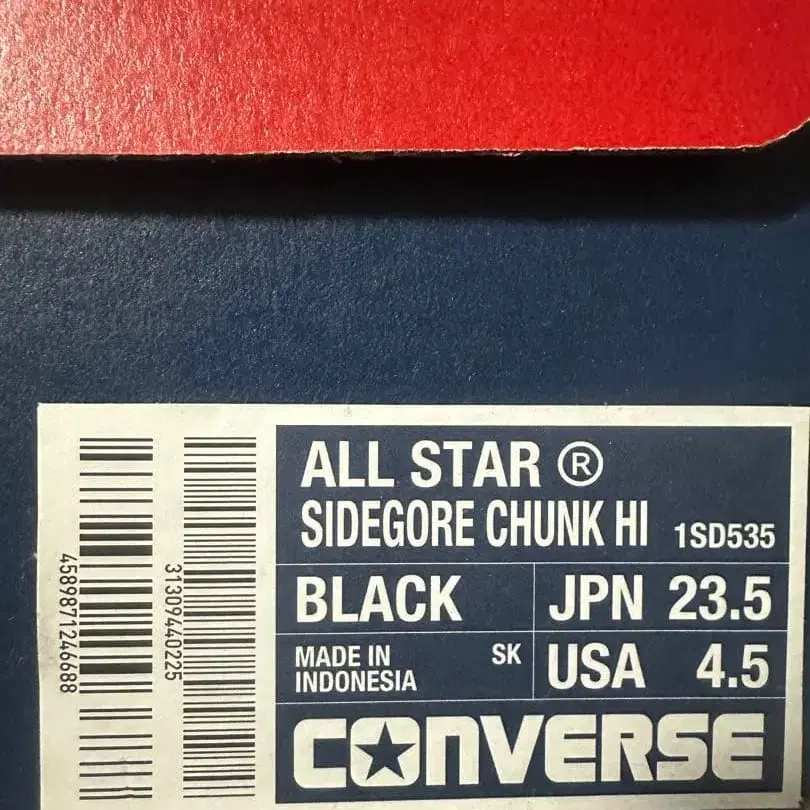 ALL STAR ®
SIDEGORE CHUNK HI 1SD535
BLACK JPN 23.5
MADE IN INDONESIA SK USA 4.5
CONVERSE
4589871246688
31309440225